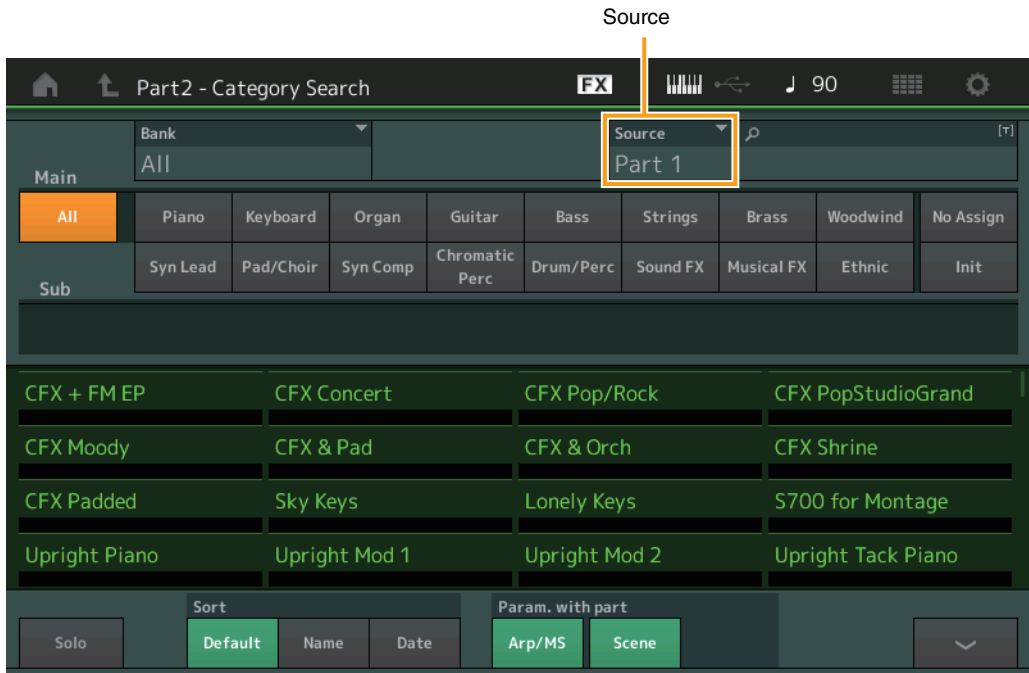 Source
Part2 - Category Search FX 90
Bank Source [T]
All Part 1
Main
All Piano Keyboard Organ Guitar Bass Strings Brass Woodwind No Assign
Syn Lead Pad/Choir Syn Comp Chromatic Perc Drum/Perc Sound FX Musical FX Ethnic Init
Sub
CFX + FM EP CFX Concert CFX Pop/Rock CFX PopStudioGrand
CFX Moody CFX & Pad CFX & Orch CFX Shrine
CFX Padded Sky Keys Lonely Keys S700 for Montage
Upright Piano Upright Mod 1 Upright Mod 2 Upright Tack Piano
Sort Param. with part
Solo Default Name Date Arp/MS Scene